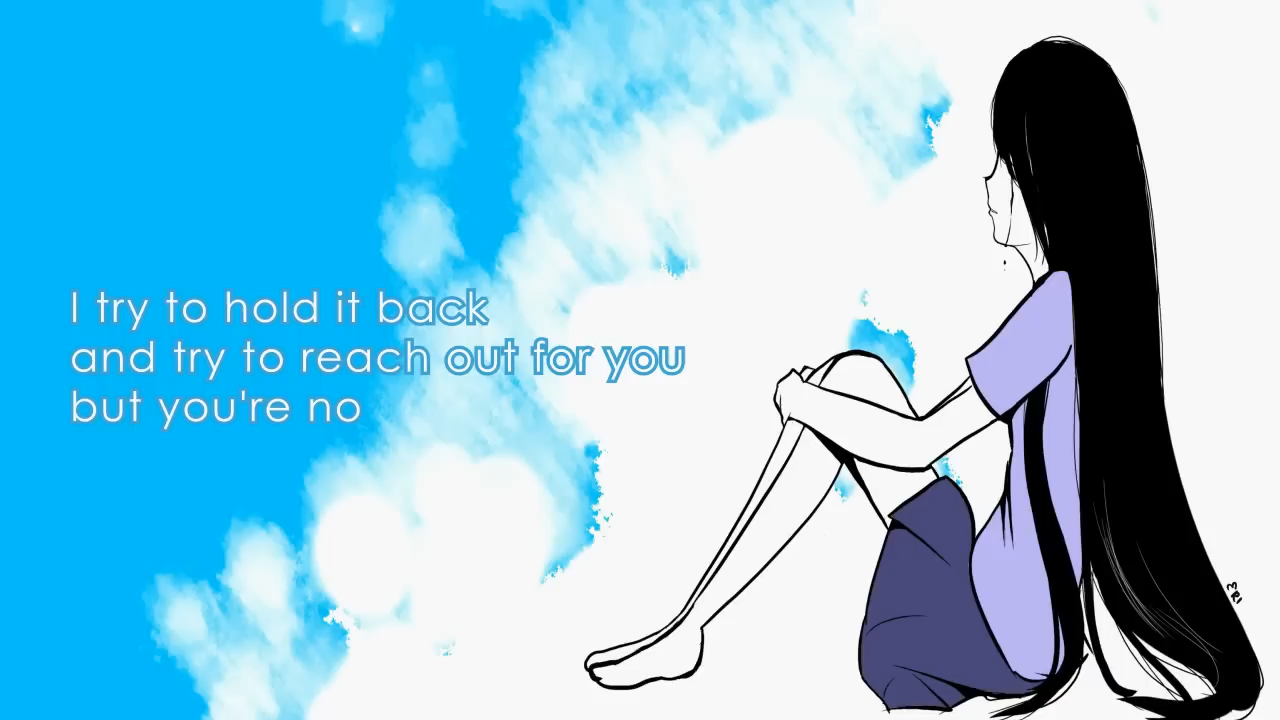 I try to hold it back
and try to reach out for you
but you're no